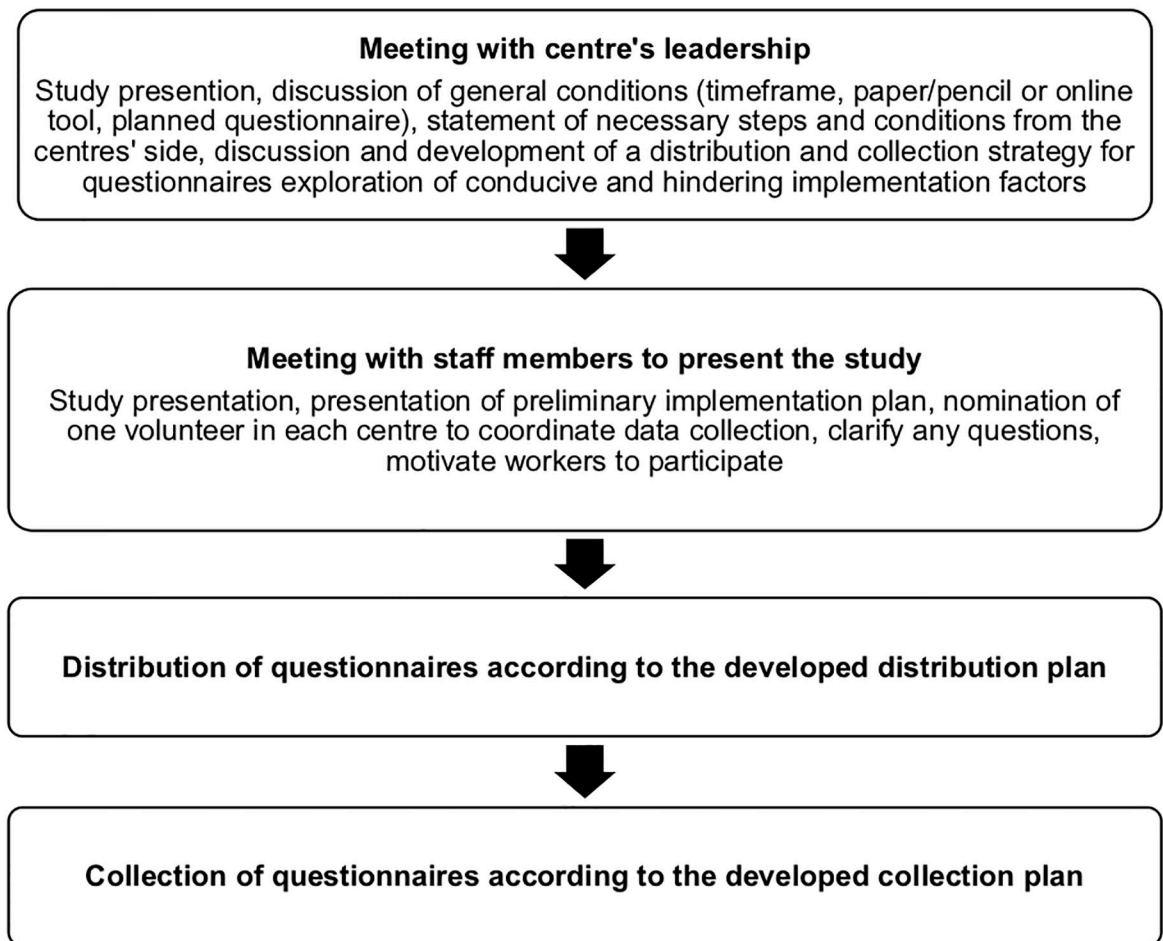 Meeting with centre's leadership
Study presention, discussion of general conditions (timeframe, paper/pencil or online
tool, planned questionnaire), statement of necessary steps and conditions from the
centres' side, discussion and development of a distribution and collection strategy for
questionnaires exploration of conducive and hindering implementation factors
Meeting with staff members to present the study
Study presentation, presentation of preliminary implementation plan, nomination of
one volunteer in each centre to coordinate data collection, clarify any questions,
motivate workers to participate
Distribution of questionnaires according to the developed distribution plan
Collection of questionnaires according to the developed collection plan